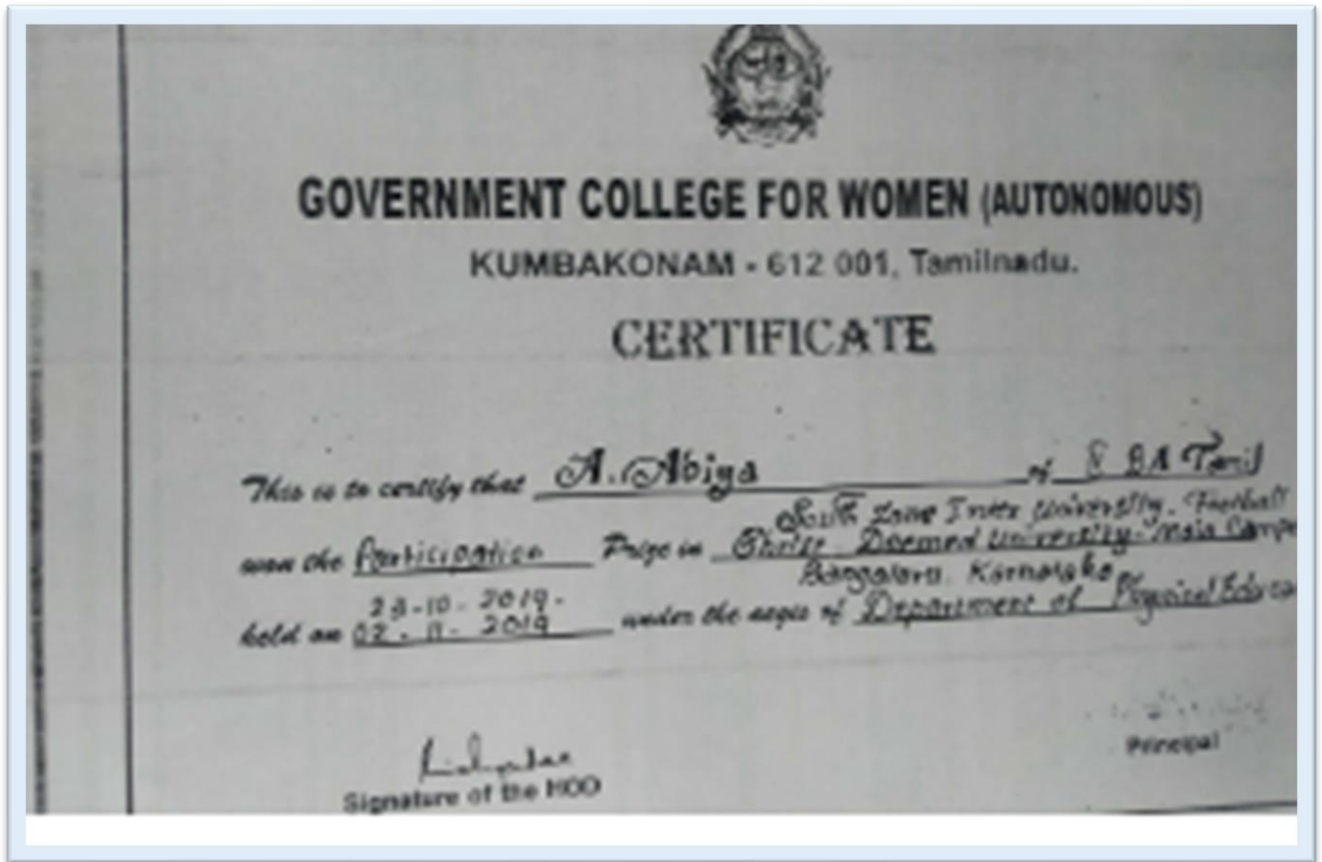 GOVERNMENT COLLEGE FOR WOMEN (AUTONOMOUS)
KUMBAKONAM - 612 001, Tamilnadu.
CERTIFICATE
This is to certify that A. Abiya of BA Tamil
South Zone Inter University - Football
won the Participation Prize in Christ Deemed University - Main
Bangalore, Karnataka
23-10-2019 -
held on 02-11-2019 under the aegis of Department of Physical
Principal
Signature of the HOD